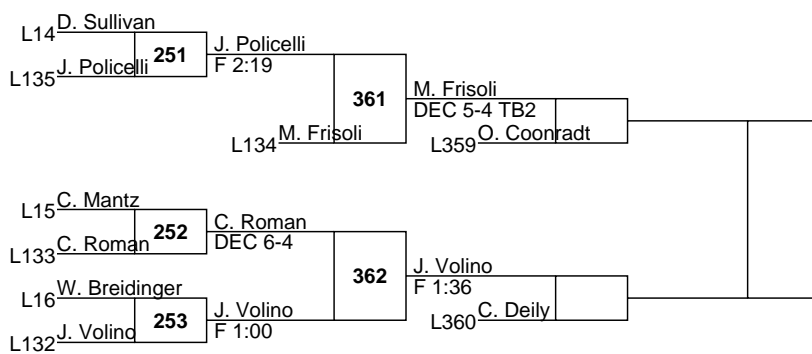 D. Sullivan
L14
251
J. Policelli
J. Policelli
L135
F 2:19
361
M. Frisoli
DEC 5-4 TB2
M. Frisoli
L134
O. Coonradt
L359
C. Mantz
L15
252
C. Roman
C. Roman
L133
DEC 6-4
362
J. Volino
F 1:36
W. Breidinger
L16
253
J. Volino
J. Volino
L132
F 1:00
C. Deily
L360